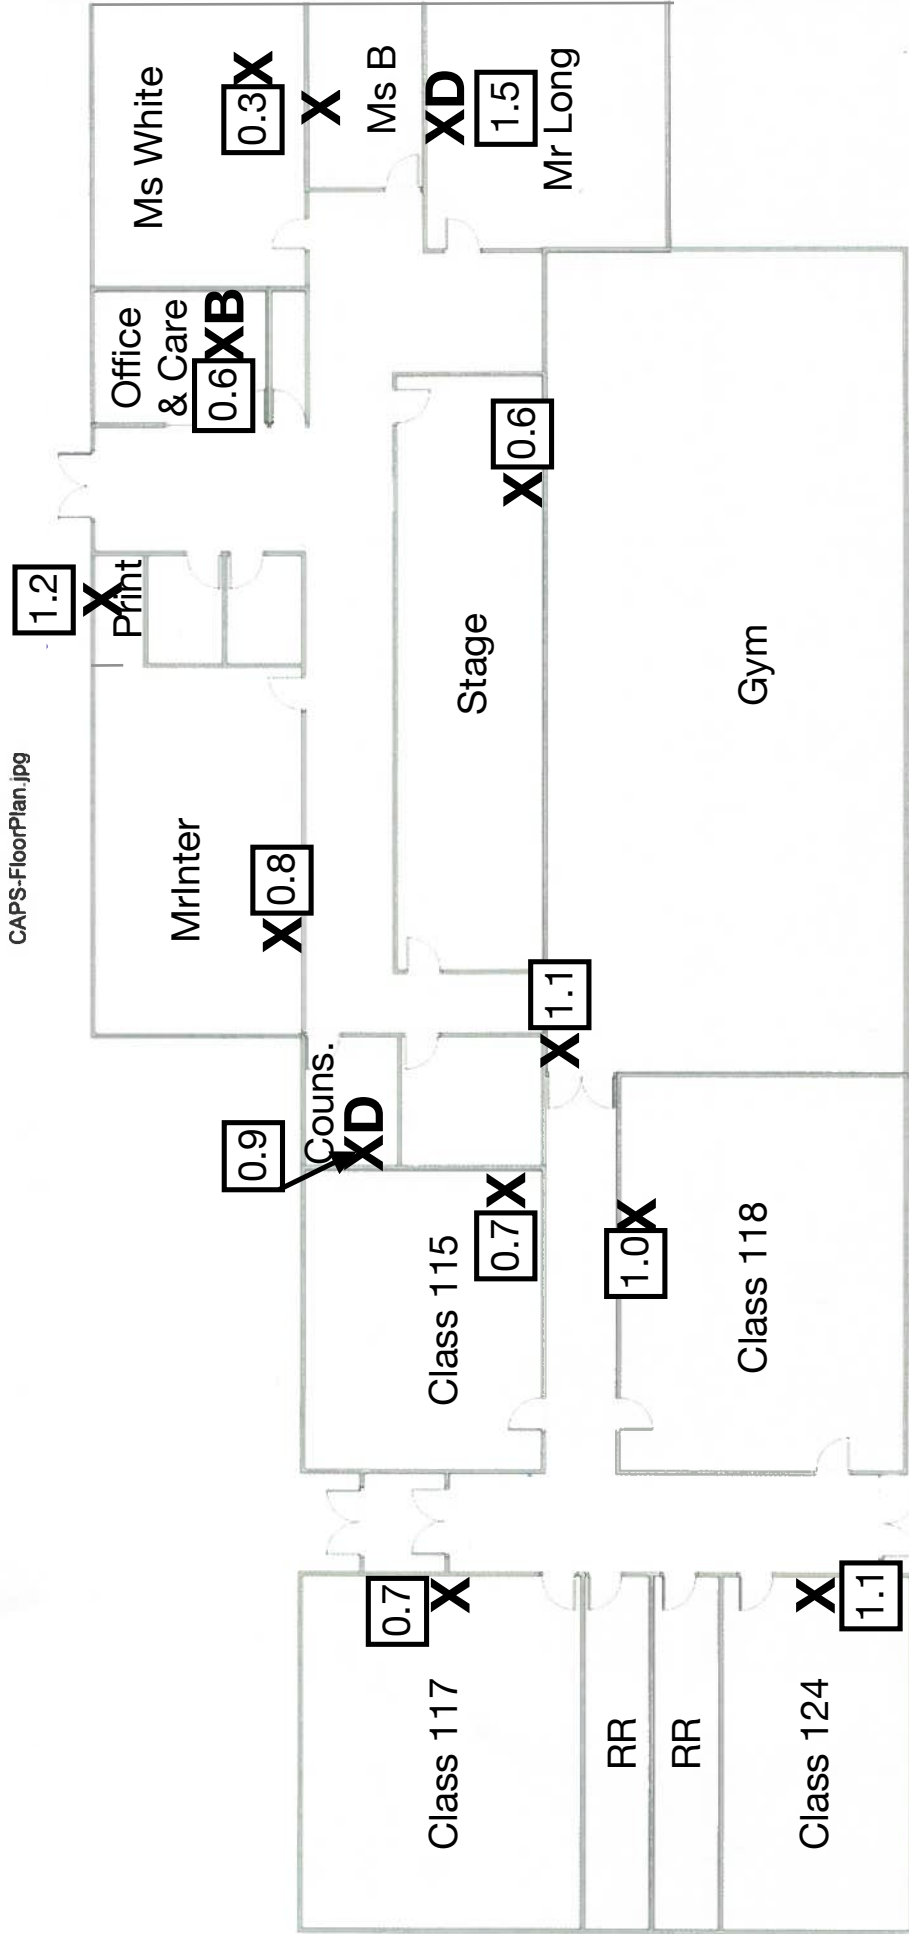 CAPS-FloorPlan.jpg
Class 117
0.7
X
RR
RR
Class 124
X
1.1
Class 115
0.7
X
Class 118
1.0
X
0.9
Couns.
XD
X
1.1
MrInter
X
0.8
1.2
X
Print
Stage
X
0.6
Gym
Office
& Care
0.6
XB
Ms White
0.3
X
X
Ms B
XD
1.5
Mr Long